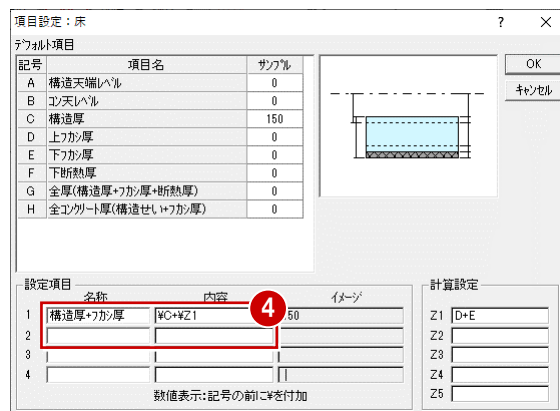 項目設定：床
? ×
デフォルト項目
記号 項目名 サンプル
A 構造天端レベル 0
B コン天レベル 0
C 構造厚 150
D 上フカシ厚 0
E 下フカシ厚 0
F 下断熱厚 0
G 全厚(構造厚+フカシ厚+断熱厚) 0
H 全コンクリート厚(構造せい+フカシ厚) 0
OK
キャンセル
設定項目
名称 内容 イメージ
1 構造厚+フカシ厚 ¥C+¥Z1 50
2
3
4
数値表示:記号の前に¥を付加
4
計算設定
Z1 D+E
Z2
Z3
Z4
Z5